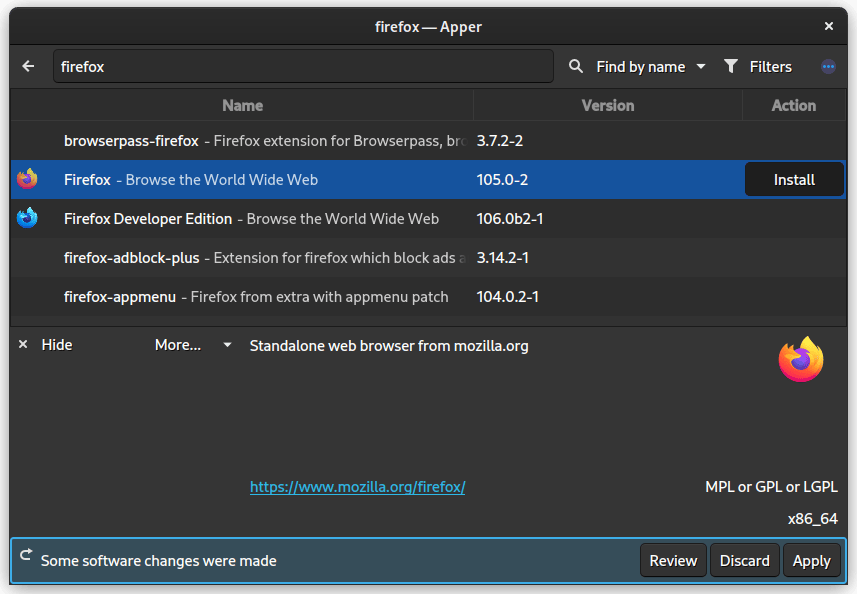 firefox — Apper
firefox Find by name Filters
Name Version Action
browserpass-firefox - Firefox extension for Browserpass, bro 3.7.2-2
Firefox - Browse the World Wide Web 105.0-2 Install
Firefox Developer Edition - Browse the World Wide Web 106.0b2-1
firefox-adblock-plus - Extension for firefox which block ads a 3.14.2-1
firefox-appmenu - Firefox from extra with appmenu patch 104.0.2-1
Hide More... Standalone web browser from mozilla.org
https://www.mozilla.org/firefox/ MPL or GPL or LGPL
x86_64
Some software changes were made Review Discard Apply